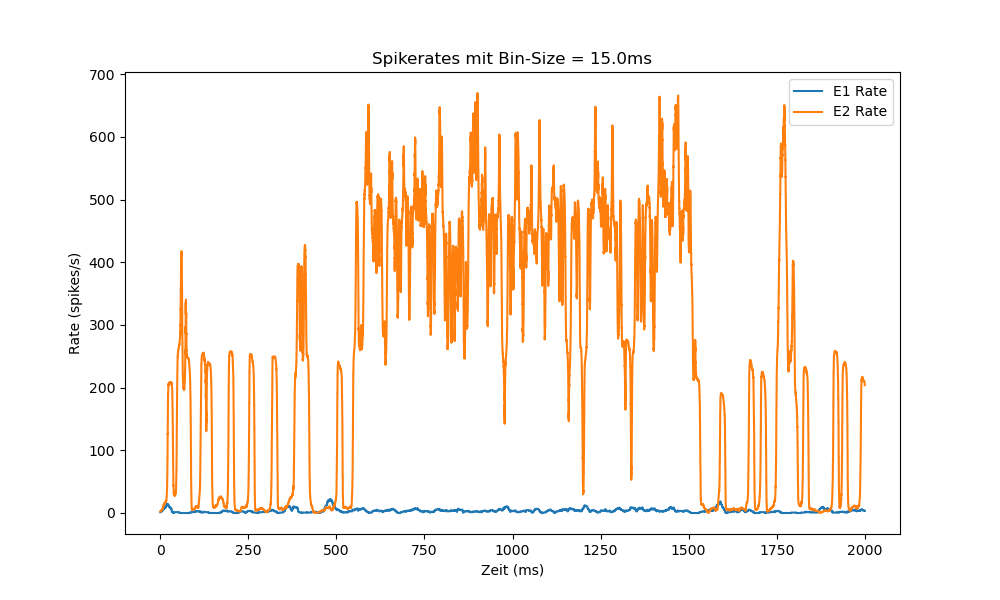 Spikerates mit Bin-Size = 15.0ms
E1 Rate
E2 Rate
Rate (spikes/s)
700
600
500
400
300
200
100
0
0 250 500 750 1000 1250 1500 1750 2000
Zeit (ms)